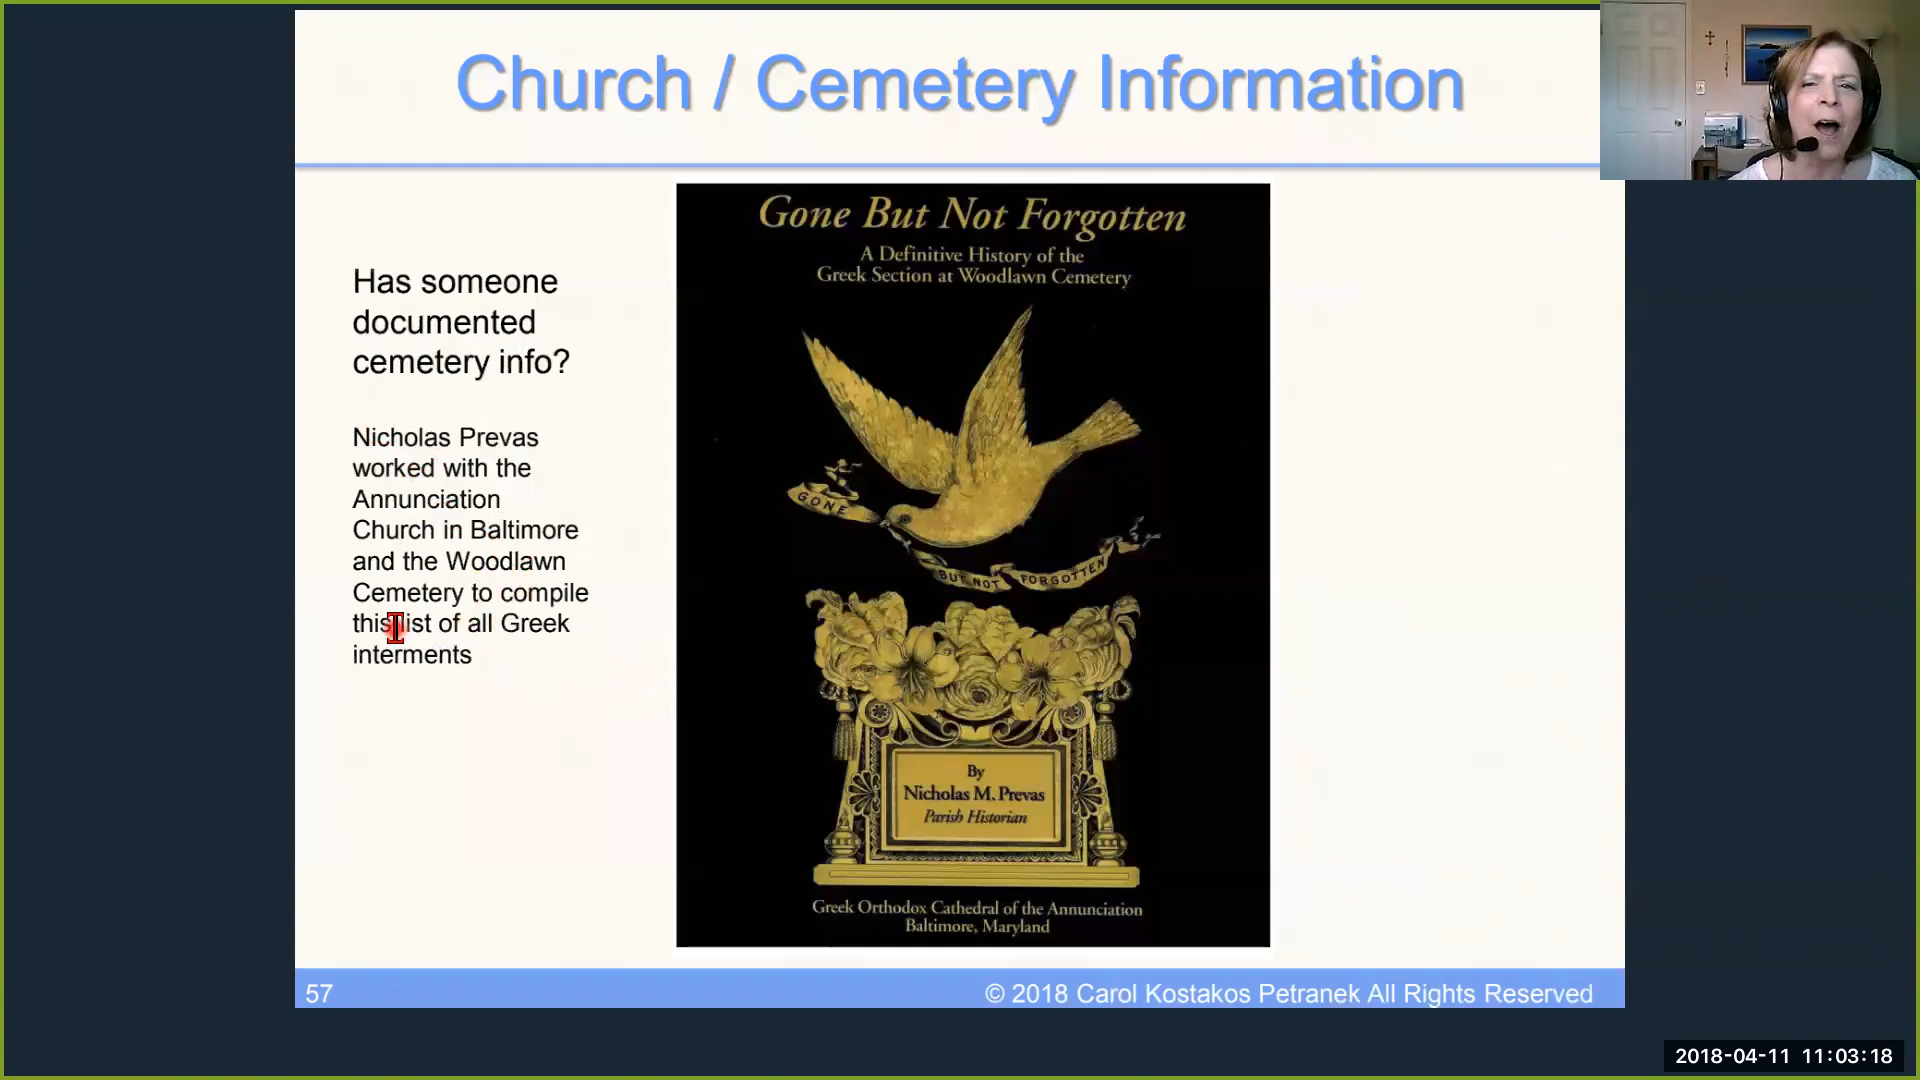 Church / Cemetery Information
Has someone
documented
cemetery info?
Nicholas Prevas
worked with the
Annunciation
Church in Baltimore
and the Woodlawn
Cemetery to compile
this list of all Greek
interments
Gone But Not Forgotten
A Definitive History of the
Greek Section at Woodlawn Cemetery
GONE
BUT NOT FORGOTTEN
By
Nicholas M. Prevas
Parish Historian
Greek Orthodox Cathedral of the Annunciation
Baltimore, Maryland
57
© 2018 Carol Kostakos Petranek All Rights Reserved
2018-04-11 11:03:18